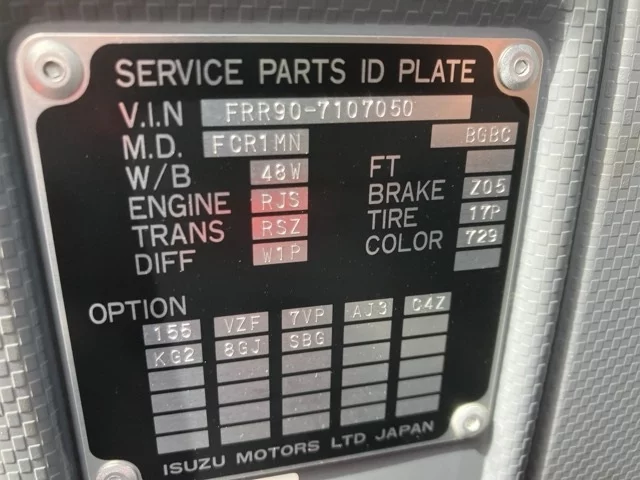 SERVICE PARTS ID PLATE
V.I.N FRR90-7107050
M.D. FCR1MN BGBC
W/B 48W FT
ENGINE RJS BRAKE Z05
TRANS RSZ TIRE 17P
DIFF W1P COLOR 729
OPTION
155 VZF 7VP AJ3 C4Z
KG2 8GJ SBG
ISUZU MOTORS LTD. JAPAN